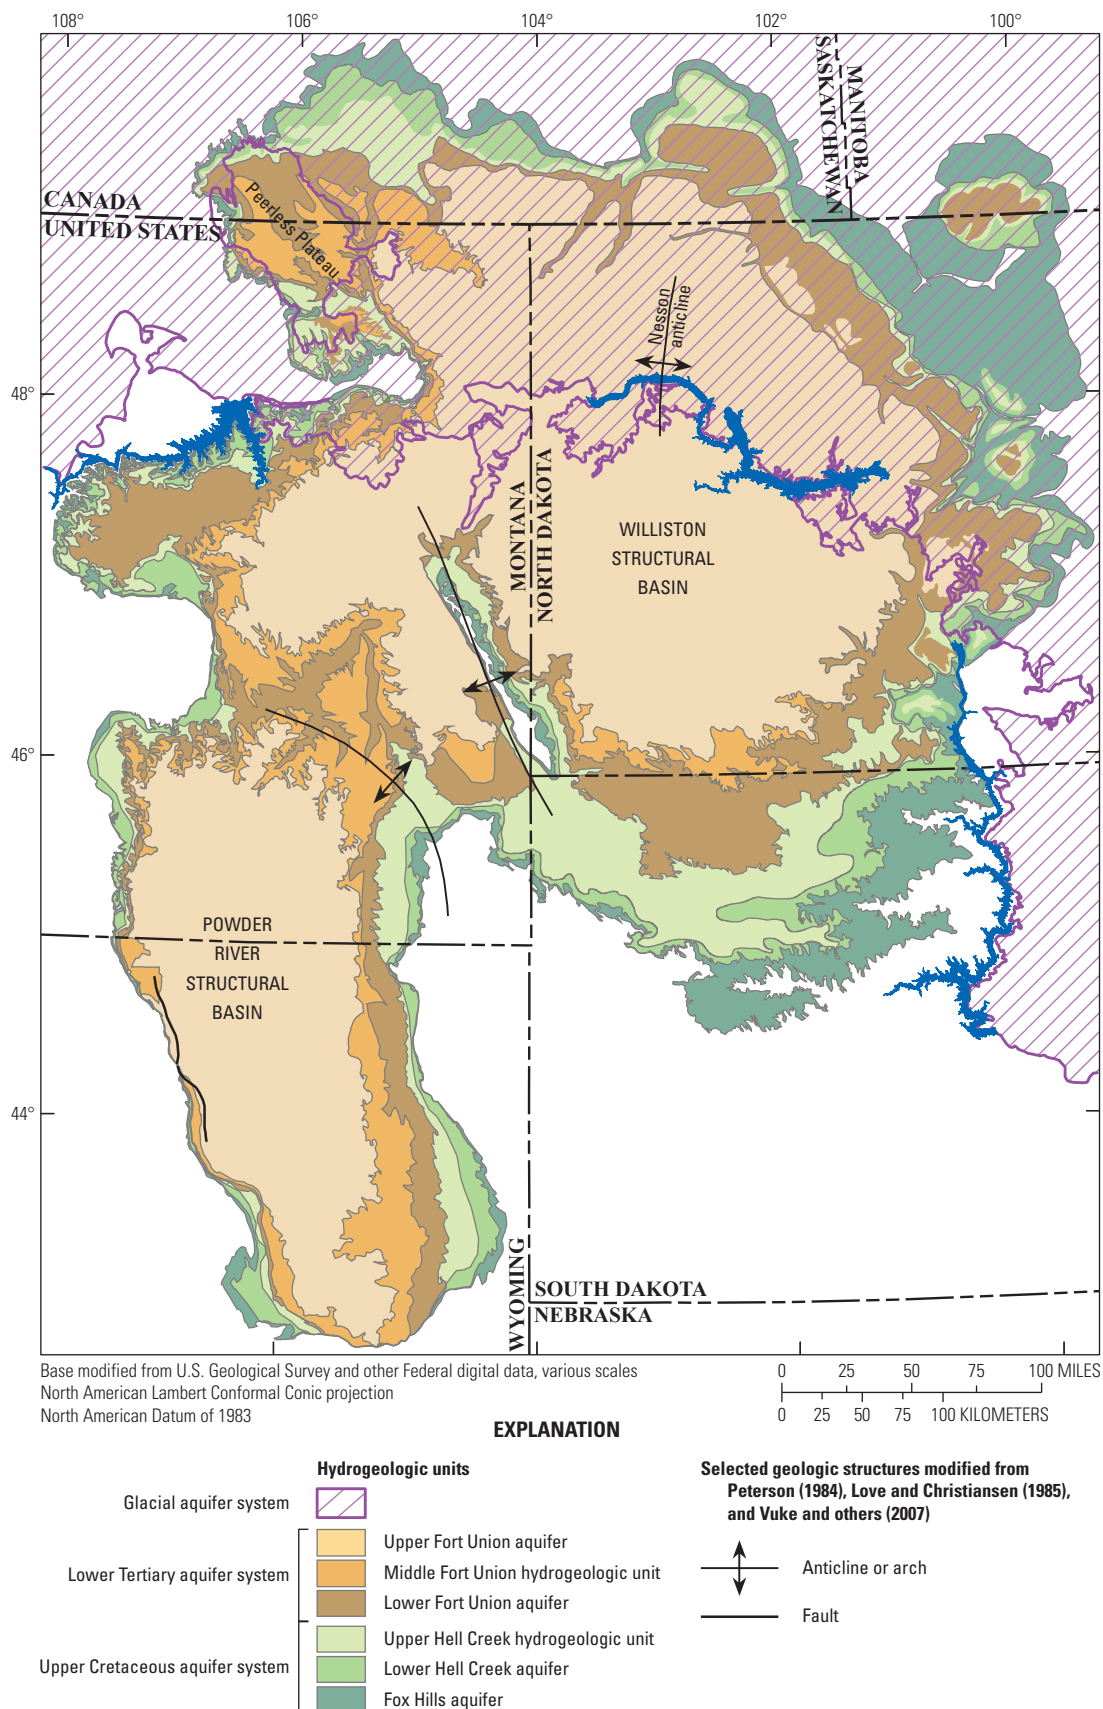 108°
106°
104°
102°
100°
MANITOBA
SASKATCHEWAN
Peerless Plateau
CANADA
UNITED STATES
Nesson
anticline
48°
MONTANA
NORTH DAKOTA
WILLISTON
STRUCTURAL
BASIN
46°
POWDER
RIVER
STRUCTURAL
BASIN
44°
WYOMING
SOUTH DAKOTA
NEBRASKA
Base modified from U.S. Geological Survey and other Federal digital data, various scales
North American Lambert Conformal Conic projection
North American Datum of 1983
0 25 50 75 100 MILES
0 25 50 75 100 KILOMETERS
EXPLANATION
Hydrogeologic units
Glacial aquifer system
Lower Tertiary aquifer system
Upper Fort Union aquifer
Middle Fort Union hydrogeologic unit
Lower Fort Union aquifer
Upper Cretaceous aquifer system
Upper Hell Creek hydrogeologic unit
Lower Hell Creek aquifer
Fox Hills aquifer
Selected geologic structures modified from
Peterson (1984), Love and Christiansen (1985),
and Vuke and others (2007)
Anticline or arch
Fault